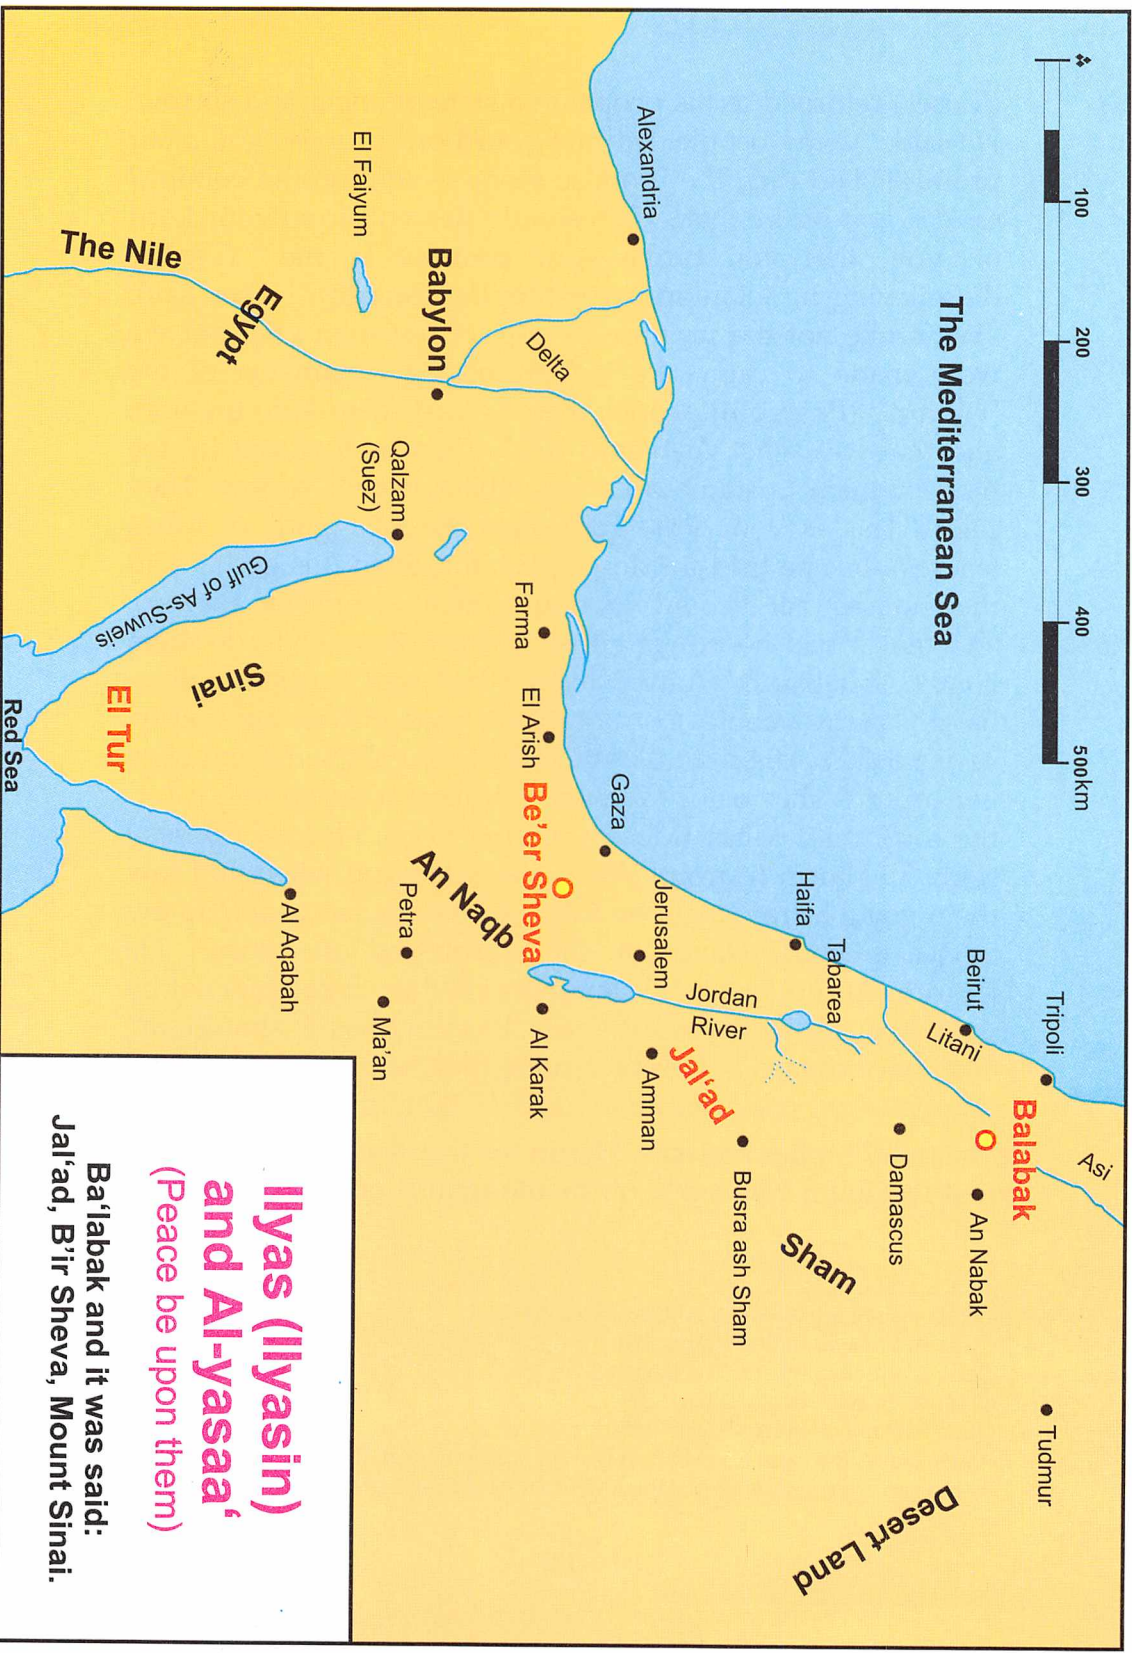 100
200
300
400
500km
The Mediterranean Sea
Tripoli
Balabak
Asi
Beirut
Litani
An Nabak
Tudmur
Damascus
Haifa
Tabarea
Sham
Desert Land
Busra ash Sham
Alexandria
Jordan
River
Jal‘ad
Jerusalem
Amman
Gaza
Delta
Be’er Sheva
Al Karak
Farma
El Arish
An Naqb
Babylon
Qalzam
(Suez)
Petra
Ma’an
El Faiyum
Al Aqabah
Egypt
The Nile
Gulf of As-Suweis
Sinai
El Tur
Red Sea
Ilyas (Ilyasin)
and Al-yasaa‘
(Peace be upon them)
Ba‘labak and it was said:
Jal‘ad, B’ir Sheva, Mount Sinai.